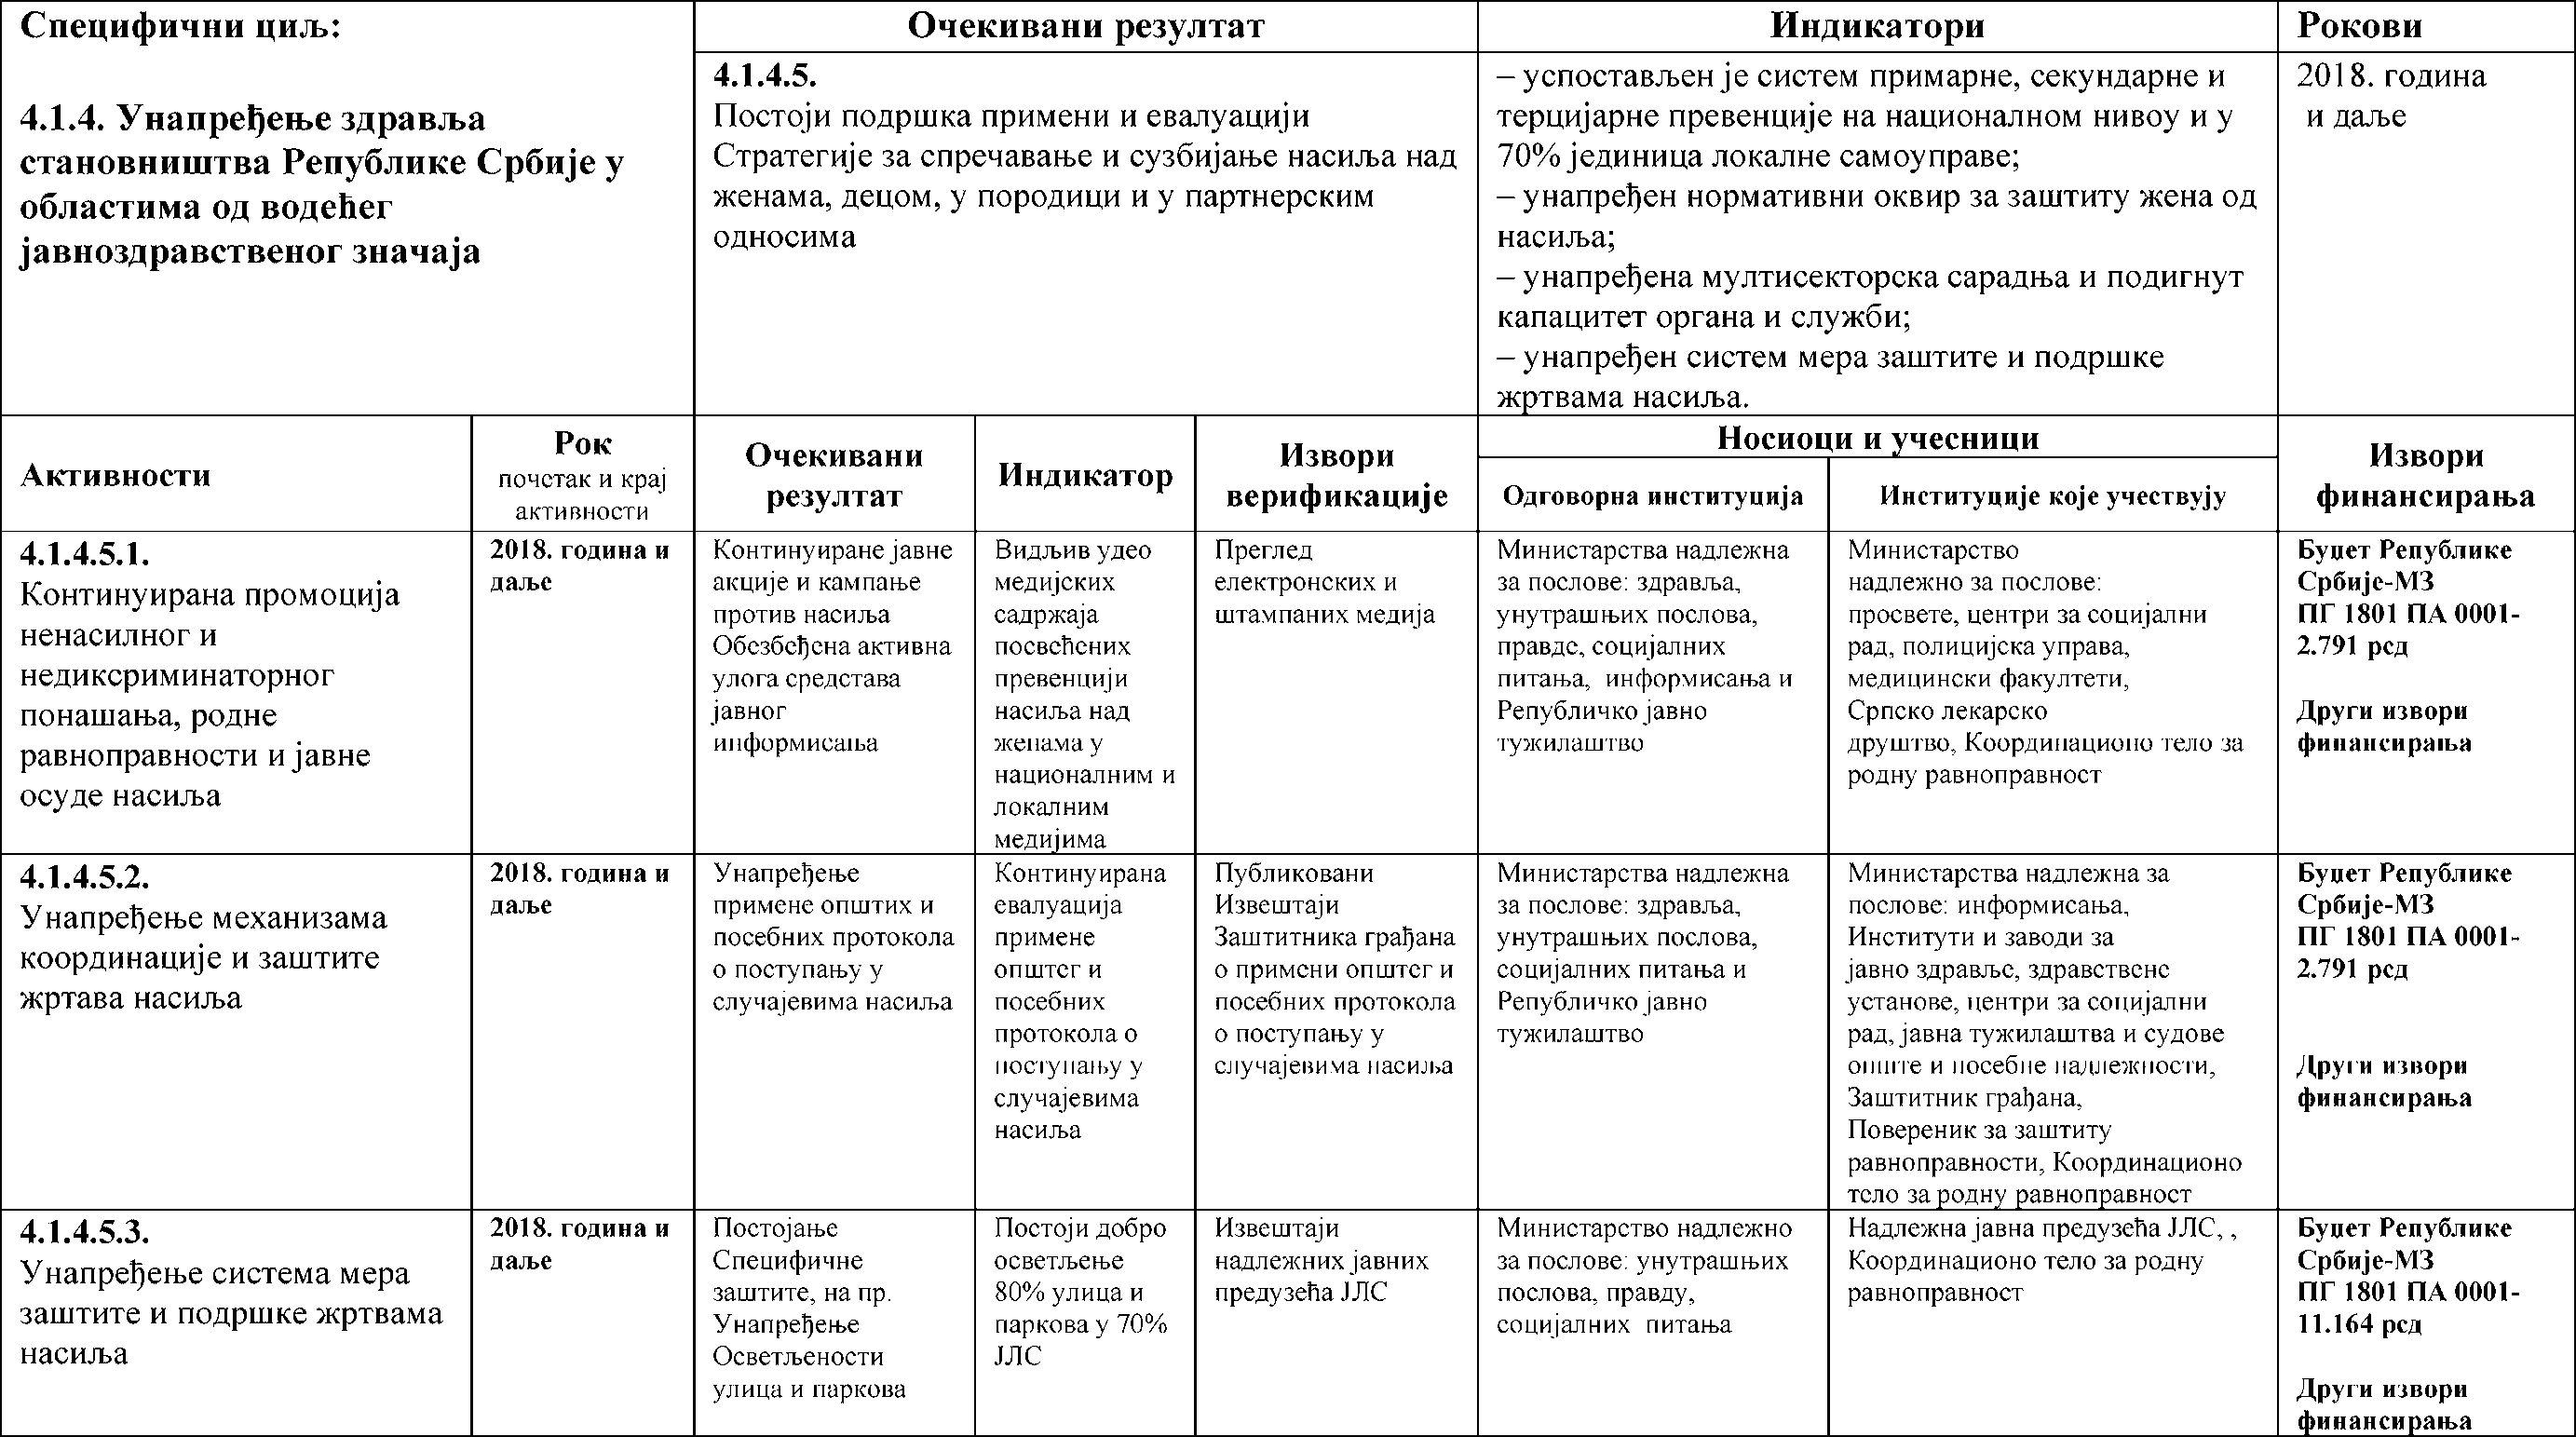 Специфични циљ:
4.1.4. Унапређење здравља
становништва Републике Србије у
областима од водећег
јавноздравственог значаја
Очекивани резултат
4.1.4.5.
Постоји подршка примени и евалуацији
Стратегије за спречавање и сузбијање насиља над
женама, децом, у породици и у партнерским
односима
Индикатори
– успостављен је систем примарне, секундарне и
терцијарне превенције на националном нивоу и у
70% јединица локалне самоуправе;
– унапређен нормативни оквир за заштиту жена од
насиља;
– унапређена мултисекторска сарадња и подигнут
капацитет органа и служби;
– унапређен систем мера заштите и подршке
жртвама насиља.
Рокови
2018. година
и даље
Активности
Рок
почетак и крај
активности
Очекивани
резултат
Индикатор
Извори
верификације
Носиоци и учесници
Одговорна институција
Институције које учествују
Извори
финансирања
4.1.4.5.1.
Континуирана промоција
ненасилног и
недиксриминаторног
понашања, родне
равноправности и јавне
осуде насиља
2018. година и
даље
Континуиране јавне
акције и кампање
против насиља
Обезбеђена активна
улога средстава
јавног
информисања
Видљив удео
медијских
садржаја
посвећених
превенцији
насиља над
женама у
националним и
локалним
медијима
Преглед
електронских и
штампаних медија
Министарства надлежна
за послове: здравља,
унутрашњих послова,
правде, социјалних
питања, информисања и
Републичко јавно
тужилаштво
Министарство
надлежно за послове:
просвете, центри за социјални
рад, полицијска управа,
медицински факултети,
Српско лекарско
друштво, Координационо тело за
родну равноправност
Буџет Републике
Србије-МЗ
ПГ 1801 ПА 0001-
2.791 рсд
Други извори
финансирања
4.1.4.5.2.
Унапређење механизама
координације и заштите
жртава насиља
2018. година и
даље
Унапређење
примене општих и
посебних протокола
о поступању у
случајевима насиља
Континуирана
евалуација
примене
општег и
посебних
протокола о
поступању у
случајевима
насиља
Публиковани
Извештаји
Заштитника грађана
о примени општег и
посебних протокола
о поступању у
случајевима насиља
Министарства надлежна
за послове: здравља,
унутрашњих послова,
социјалних питања и
Републичко јавно
тужилаштво
Министарства надлежна за
послове: информисања,
Институти и заводи за
јавно здравље, здравствене
установе, центри за социјални
рад, јавна тужилаштва и судове
опште и посебне надлежности,
Заштитник грађана,
Повереник за заштиту
равноправности, Координационо
тело за родну равноправност
Буџет Републике
Србије-МЗ
ПГ 1801 ПА 0001-
2.791 рсд
Други извори
финансирања
4.1.4.5.3.
Унапређење система мера
заштите и подршке жртвама
насиља
2018. година и
даље
Постојање
Специфичне
заштите, на пр.
Унапређење
Осветљености
улица и паркова
Постоји добро
осветљење
80% улица и
паркова у 70%
ЈЛС
Извештаји
надлежних јавних
предузећа ЈЛС
Министарство надлежно
за послове: унутрашњих
послова, правду,
социјалних питања
Надлежна јавна предузећа ЈЛС, ,
Координационо тело за родну
равноправност
Буџет Републике
Србије-МЗ
ПГ 1801 ПА 0001-
11.164 рсд
Други извори
финансирања